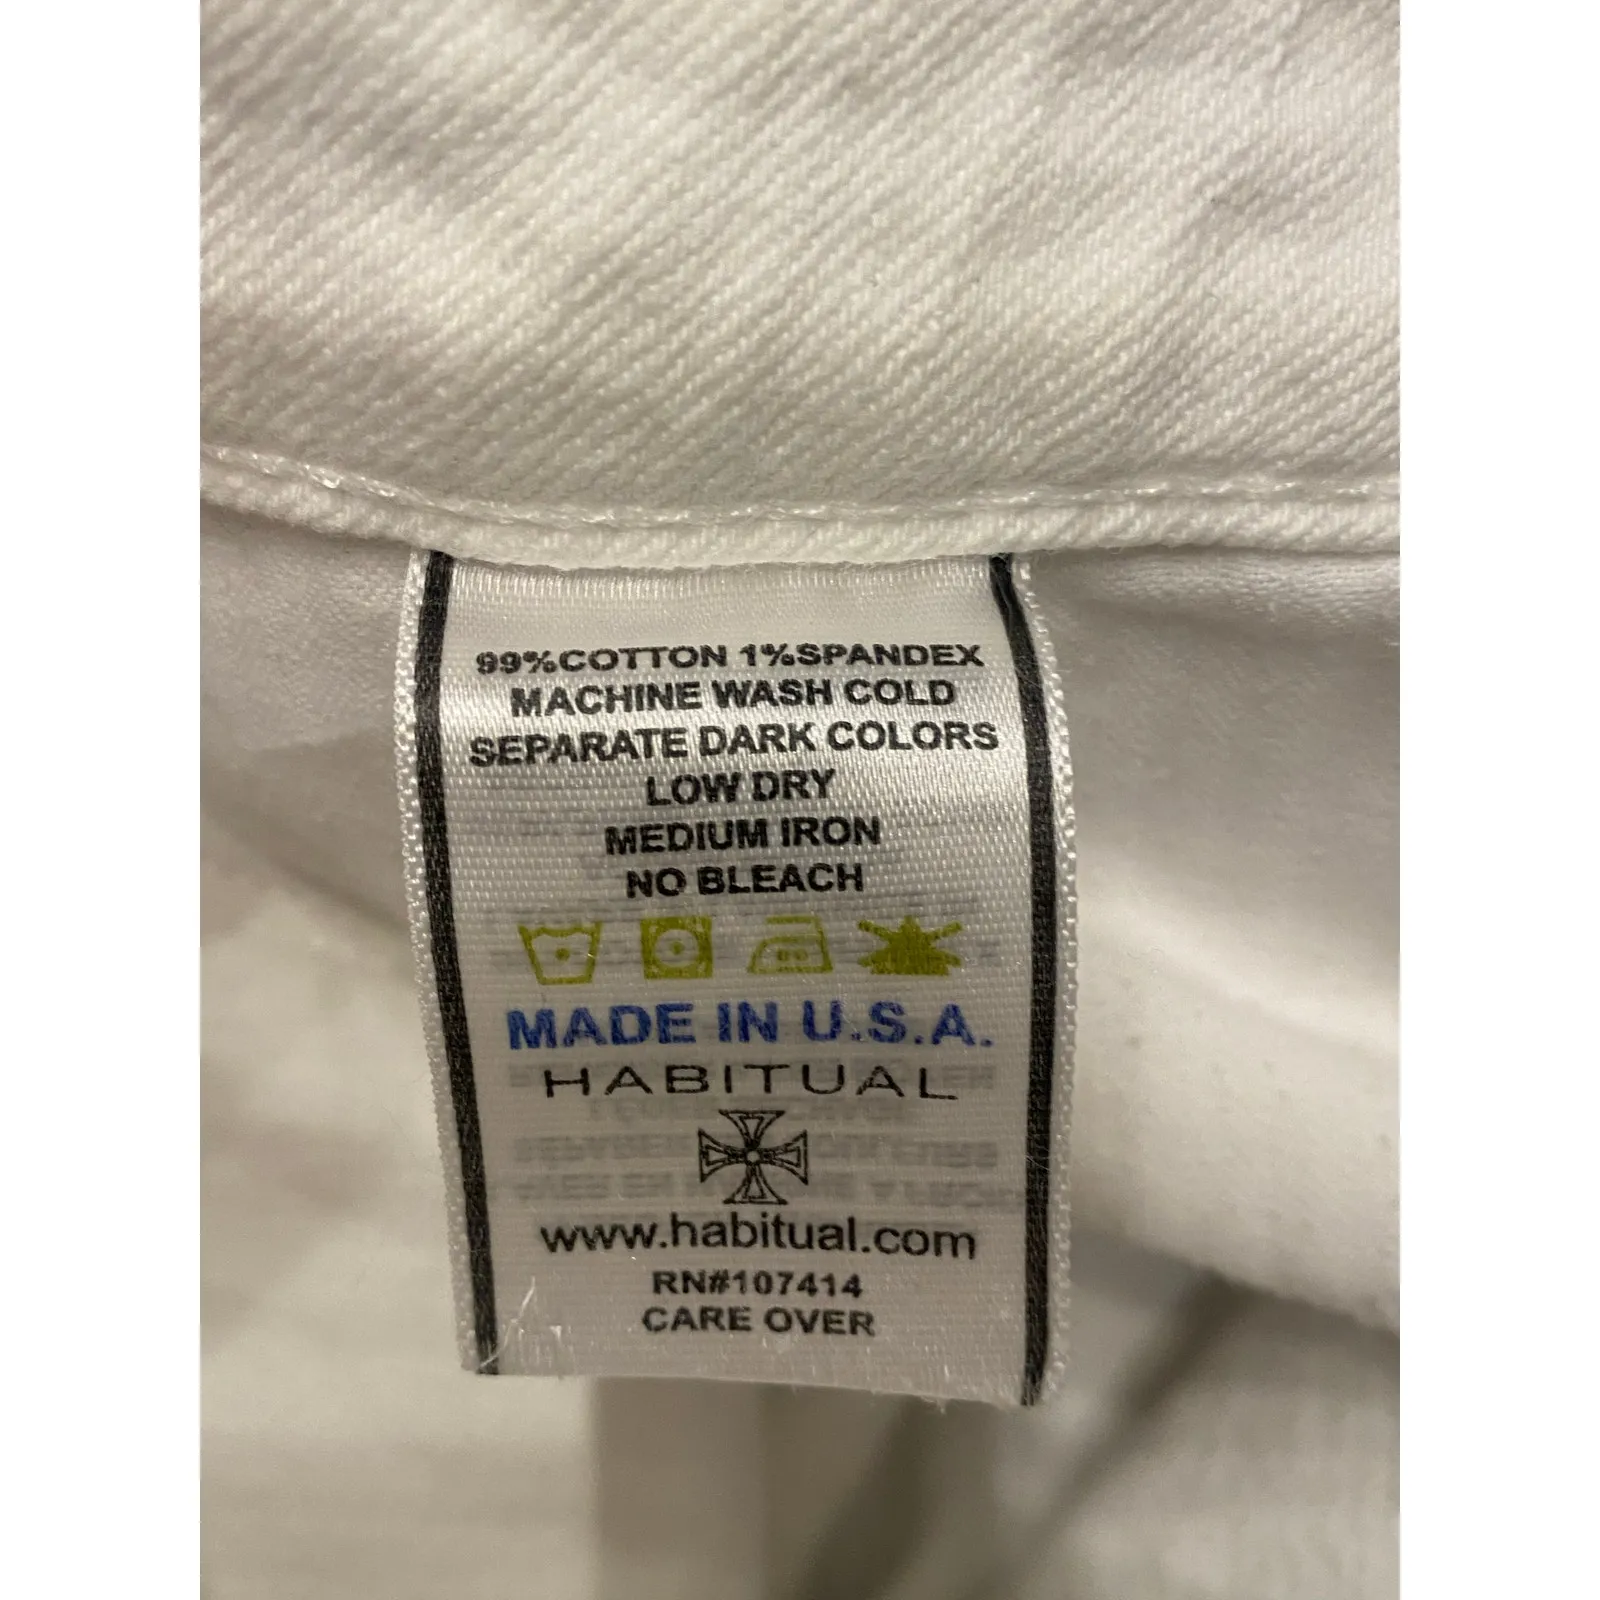 99%COTTON 1%SPANDEX
MACHINE WASH COLD
SEPARATE DARK COLORS
LOW DRY
MEDIUM IRON
NO BLEACH
MADE IN U.S.A.
HABITUAL
www.habitual.com
RN#107414
CARE OVER